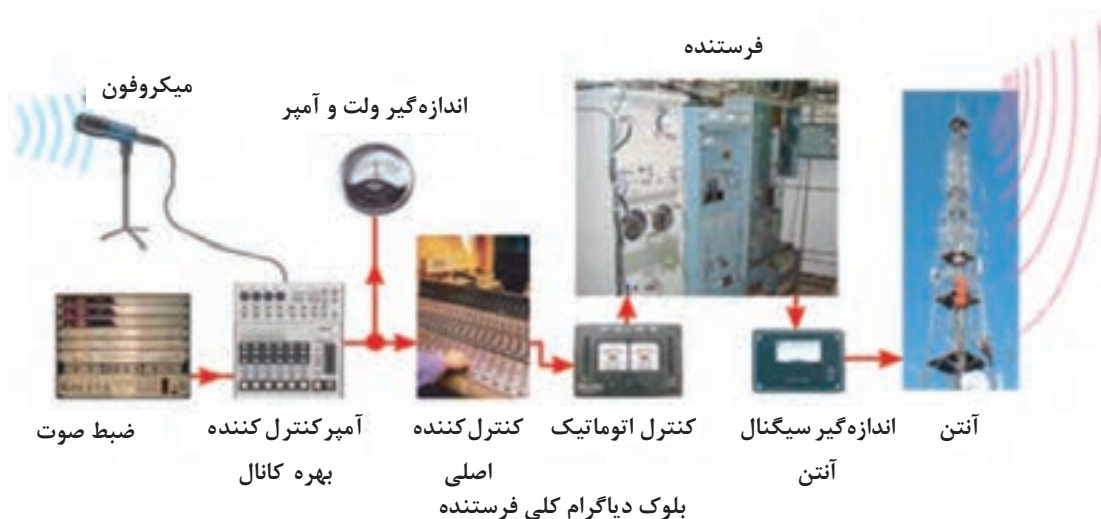 فرستنده
میکروفون
اندازه‌گیر ولت و آمپر
ضبط صوت
آمپر کنترل کننده
بهره کانال
کنترل کننده
اصلی
کنترل اتوماتیک
اندازه‌گیر سیگنال
آنتن
آنتن
بلوک دیاگرام کلی فرستنده